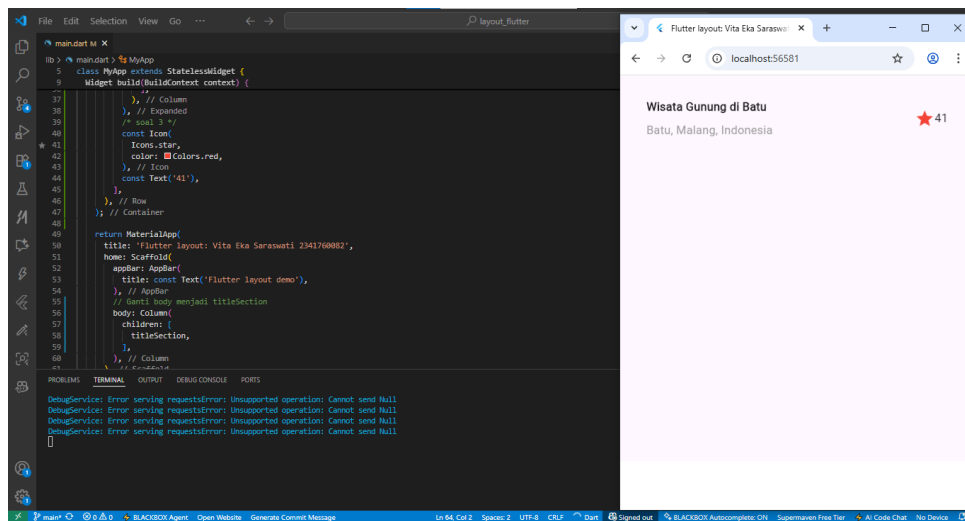 File Edit Selection View Go ··· ← → layout_flutter
main.dart M ×
lib > main.dart > MyApp
5 class MyApp extends StatelessWidget {
9 Widget build(BuildContext context) {
37 ), // Column
38 ), // Expanded
39 /* soal 3 */
40 const Icon(
41 Icons.star,
42 color: Colors.red,
43 ), // Icon
44 const Text('41'),
45 ],
46 ), // Row
47 ); // Container
48
49 return MaterialApp(
50 title: 'Flutter layout: Vita Eka Saraswati 2341760082',
51 home: Scaffold(
52 appBar: AppBar(
53 title: const Text('Flutter layout demo'),
54 ), // AppBar
55 // Ganti body menjadi titleSection
56 body: Column(
57 children: [
58 titleSection,
59 ],
60 ), // Column
PROBLEMS TERMINAL OUTPUT DEBUG CONSOLE PORTS
DebugService: Error serving requestsError: Unsupported operation: Cannot send Null
DebugService: Error serving requestsError: Unsupported operation: Cannot send Null
DebugService: Error serving requestsError: Unsupported operation: Cannot send Null
DebugService: Error serving requestsError: Unsupported operation: Cannot send Null
main* 0 0 BLACKBOX Agent Open Website Generate Commit Message Ln 64, Col 2 Spaces: 2 UTF-8 CRLF Dart Signed out BLACKBOX Autocomplete: ON Supermaven Free Tier AI Code Chat No Device
Flutter layout: Vita Eka Saraswat
localhost:56581
Wisata Gunung di Batu
41
Batu, Malang, Indonesia